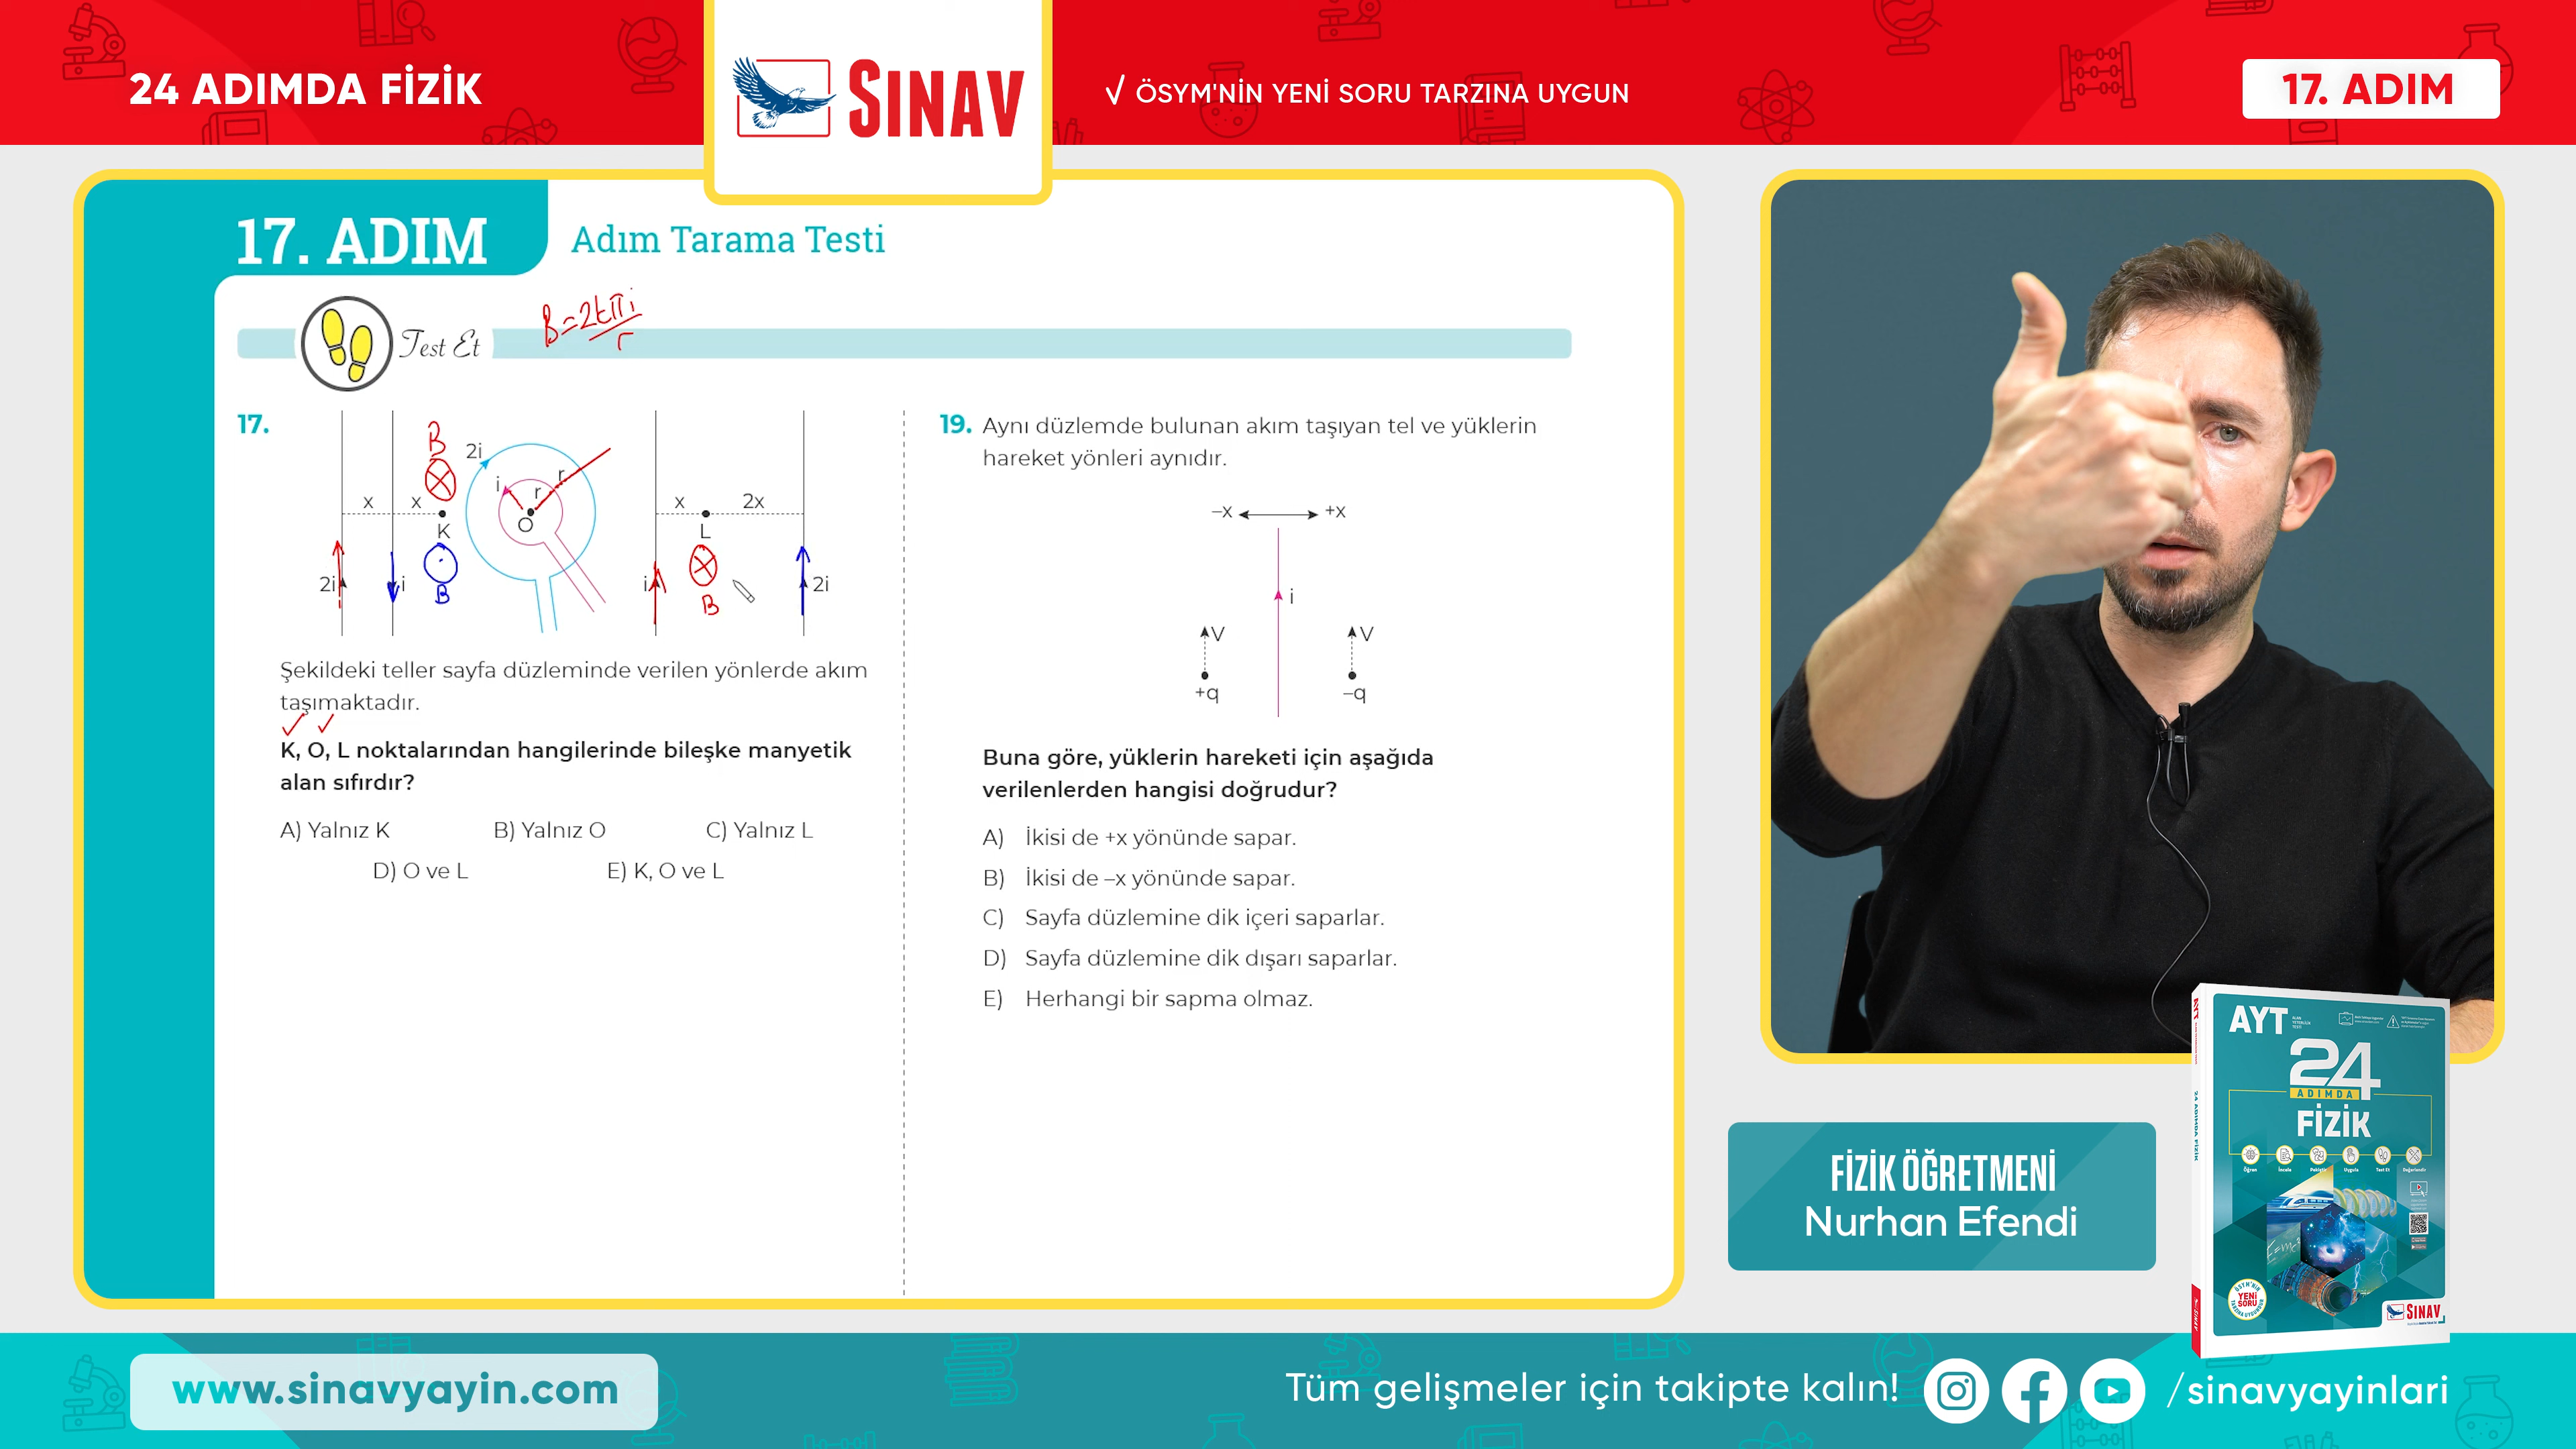 24 ADIMDA FİZİK
SINAV
√ ÖSYM'NİN YENİ SORU TARZINA UYGUN
17. ADIM
17. ADIM
Adım Tarama Testi
Test Et
B=2kπi
r
17.
B
2i
i
r
r
x
x
K
O
x
L
2x
2i
i
B
i
B
2i
Şekildeki teller sayfa düzleminde verilen yönlerde akım
taşımaktadır.
K, O, L noktalarından hangilerinde bileşke manyetik
alan sıfırdır?
A) Yalnız K
B) Yalnız O
C) Yalnız L
D) O ve L
E) K, O ve L
19. Aynı düzlemde bulunan akım taşıyan tel ve yüklerin
hareket yönleri aynıdır.
–x
+x
i
V
V
+q
–q
Buna göre, yüklerin hareketi için aşağıda
verilenlerden hangisi doğrudur?
A) İkisi de +x yönünde sapar.
B) İkisi de –x yönünde sapar.
C) Sayfa düzlemine dik içeri saparlar.
D) Sayfa düzlemine dik dışarı saparlar.
E) Herhangi bir sapma olmaz.
FİZİK ÖĞRETMENİ
Nurhan Efendi
AYT
24
ADIMDA
FİZİK
YENİ
SORU
SINAV
www.sinavyayin.com
Tüm gelişmeler için takipte kalın!
/sinavyayinlari